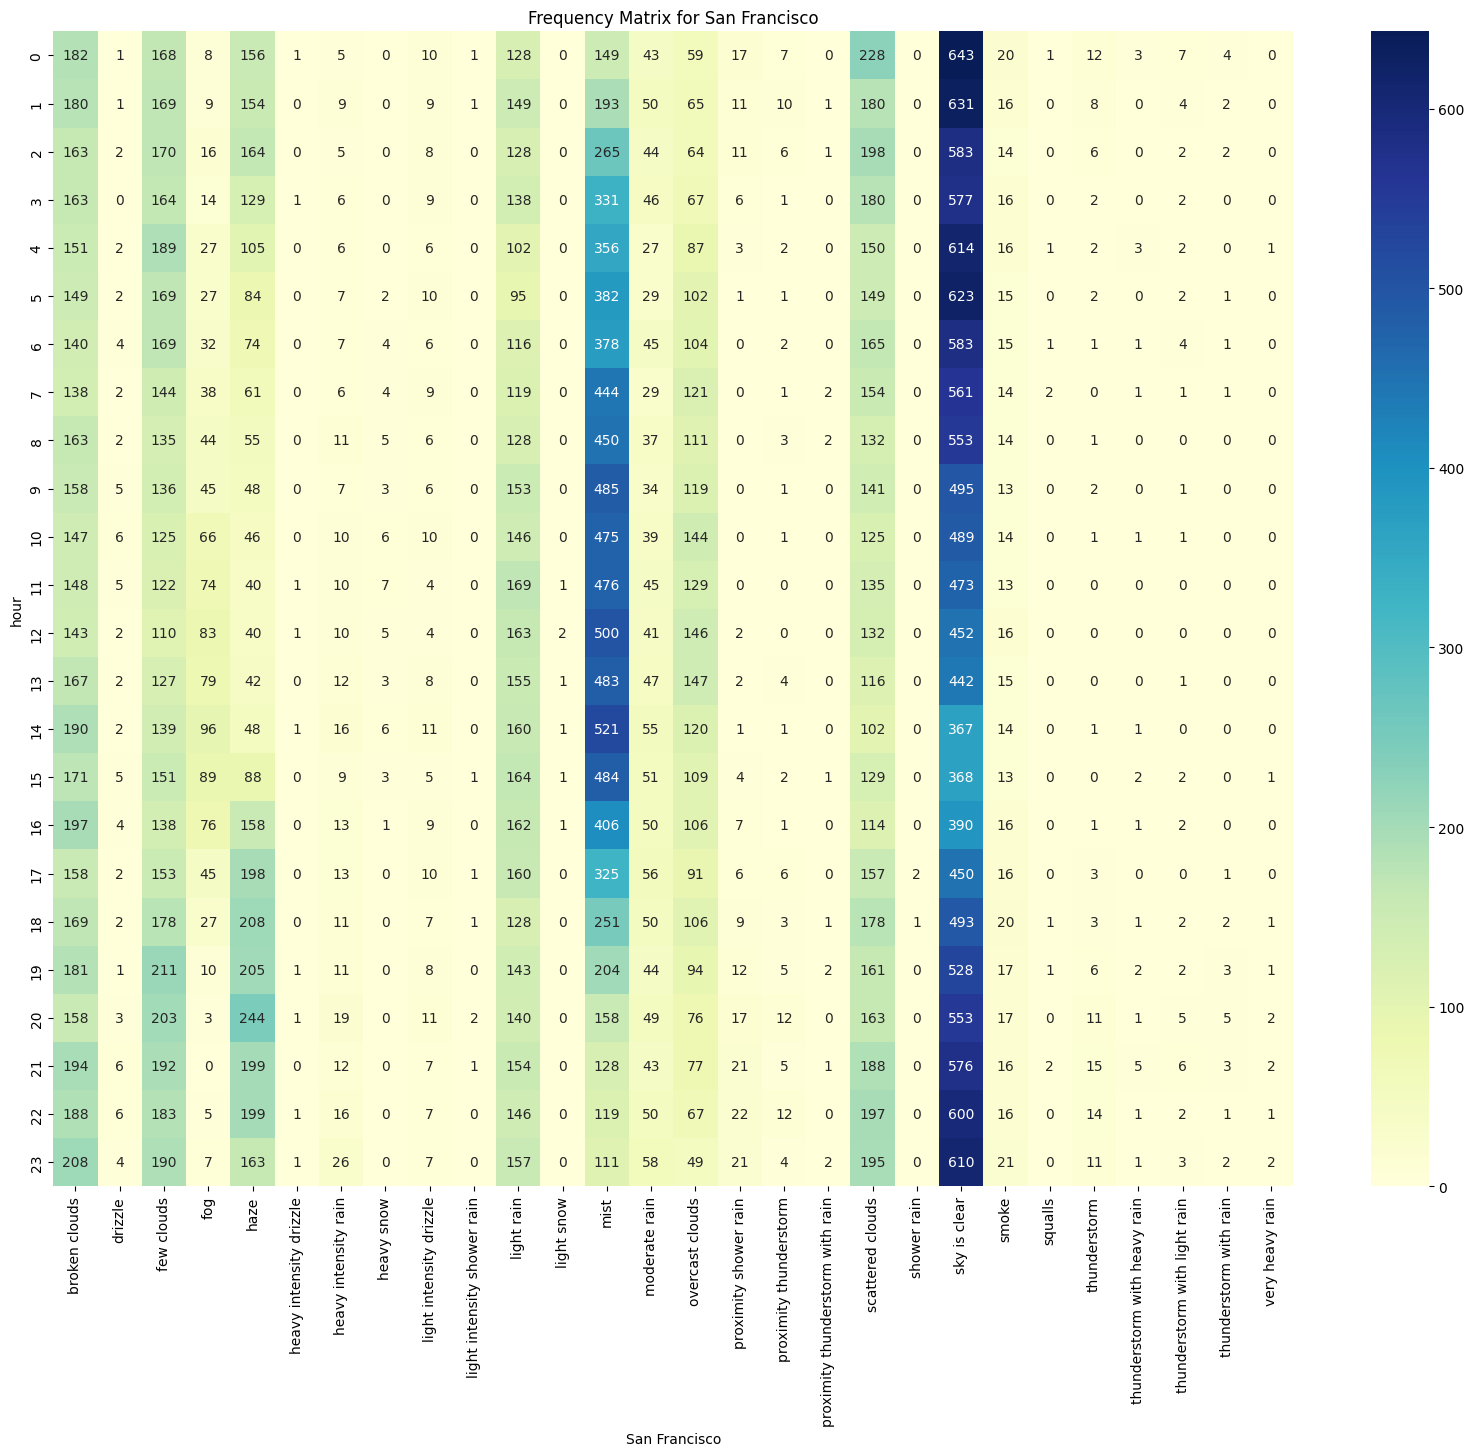 Frequency Matrix for San Francisco
0 182 1 168 8 156 1 5 0 10 1 128 0 149 43 59 17 7 0 228 0 643 20 1 12 3 7 4 0
1 180 1 169 9 154 0 9 0 9 1 149 0 193 50 65 11 10 1 180 0 631 16 0 8 0 4 2 0
2 163 2 170 16 164 0 5 0 8 0 128 0 265 44 64 11 6 1 198 0 583 14 0 6 0 2 2 0
3 163 0 164 14 129 1 6 0 9 0 138 0 331 46 67 6 1 0 180 0 577 16 0 2 0 2 0 0
4 151 2 189 27 105 0 6 0 6 0 102 0 356 27 87 3 2 0 150 0 614 16 1 2 3 2 0 1
5 149 2 169 27 84 0 7 2 10 0 95 0 382 29 102 1 1 0 149 0 623 15 0 2 0 2 1 0
6 140 4 169 32 74 0 7 4 6 0 116 0 378 45 104 0 2 0 165 0 583 15 1 1 1 4 1 0
7 138 2 144 38 61 0 6 4 9 0 119 0 444 29 121 0 1 2 154 0 561 14 2 0 1 1 1 0
8 163 2 135 44 55 0 11 5 6 0 128 0 450 37 111 0 3 2 132 0 553 14 0 1 0 0 0 0
9 158 5 136 45 48 0 7 3 6 0 153 0 485 34 119 0 1 0 141 0 495 13 0 2 0 1 0 0
10 147 6 125 66 46 0 10 6 10 0 146 0 475 39 144 0 1 0 125 0 489 14 0 1 1 1 0 0
11 148 5 122 74 40 1 10 7 4 0 169 1 476 45 129 0 0 0 135 0 473 13 0 0 0 0 0 0
12 143 2 110 83 40 1 10 5 4 0 163 2 500 41 146 2 0 0 132 0 452 16 0 0 0 0 0 0
13 167 2 127 79 42 0 12 3 8 0 155 1 483 47 147 2 4 0 116 0 442 15 0 0 0 1 0 0
14 190 2 139 96 48 1 16 6 11 0 160 1 521 55 120 1 1 0 102 0 367 14 0 1 1 0 0 0
15 171 5 151 89 88 0 9 3 5 1 164 1 484 51 109 4 2 1 129 0 368 13 0 0 2 2 0 1
16 197 4 138 76 158 0 13 1 9 0 162 1 406 50 106 7 1 0 114 0 390 16 0 1 1 2 0 0
17 158 2 153 45 198 0 13 0 10 1 160 0 325 56 91 6 6 0 157 2 450 16 0 3 0 0 1 0
18 169 2 178 27 208 0 11 0 7 1 128 0 251 50 106 9 3 1 178 1 493 20 1 3 1 2 2 1
19 181 1 211 10 205 1 11 0 8 0 143 0 204 44 94 12 5 2 161 0 528 17 1 6 2 2 3 1
20 158 3 203 3 244 1 19 0 11 2 140 0 158 49 76 17 12 0 163 0 553 17 0 11 1 5 5 2
21 194 6 192 0 199 0 12 0 7 1 154 0 128 43 77 21 5 1 188 0 576 16 2 15 5 6 3 2
22 188 6 183 5 199 1 16 0 7 0 146 0 119 50 67 22 12 0 197 0 600 16 0 14 1 2 1 1
23 208 4 190 7 163 1 26 0 7 0 157 0 111 58 49 21 4 2 195 0 610 21 0 11 1 3 2 2
hour
broken clouds
drizzle
few clouds
fog
haze
heavy intensity drizzle
heavy intensity rain
heavy snow
light intensity drizzle
light intensity shower rain
light rain
light snow
mist
moderate rain
overcast clouds
proximity shower rain
proximity thunderstorm
proximity thunderstorm with rain
scattered clouds
shower rain
sky is clear
smoke
squalls
thunderstorm
thunderstorm with heavy rain
thunderstorm with light rain
thunderstorm with rain
very heavy rain
San Francisco
600
500
400
300
200
100
0